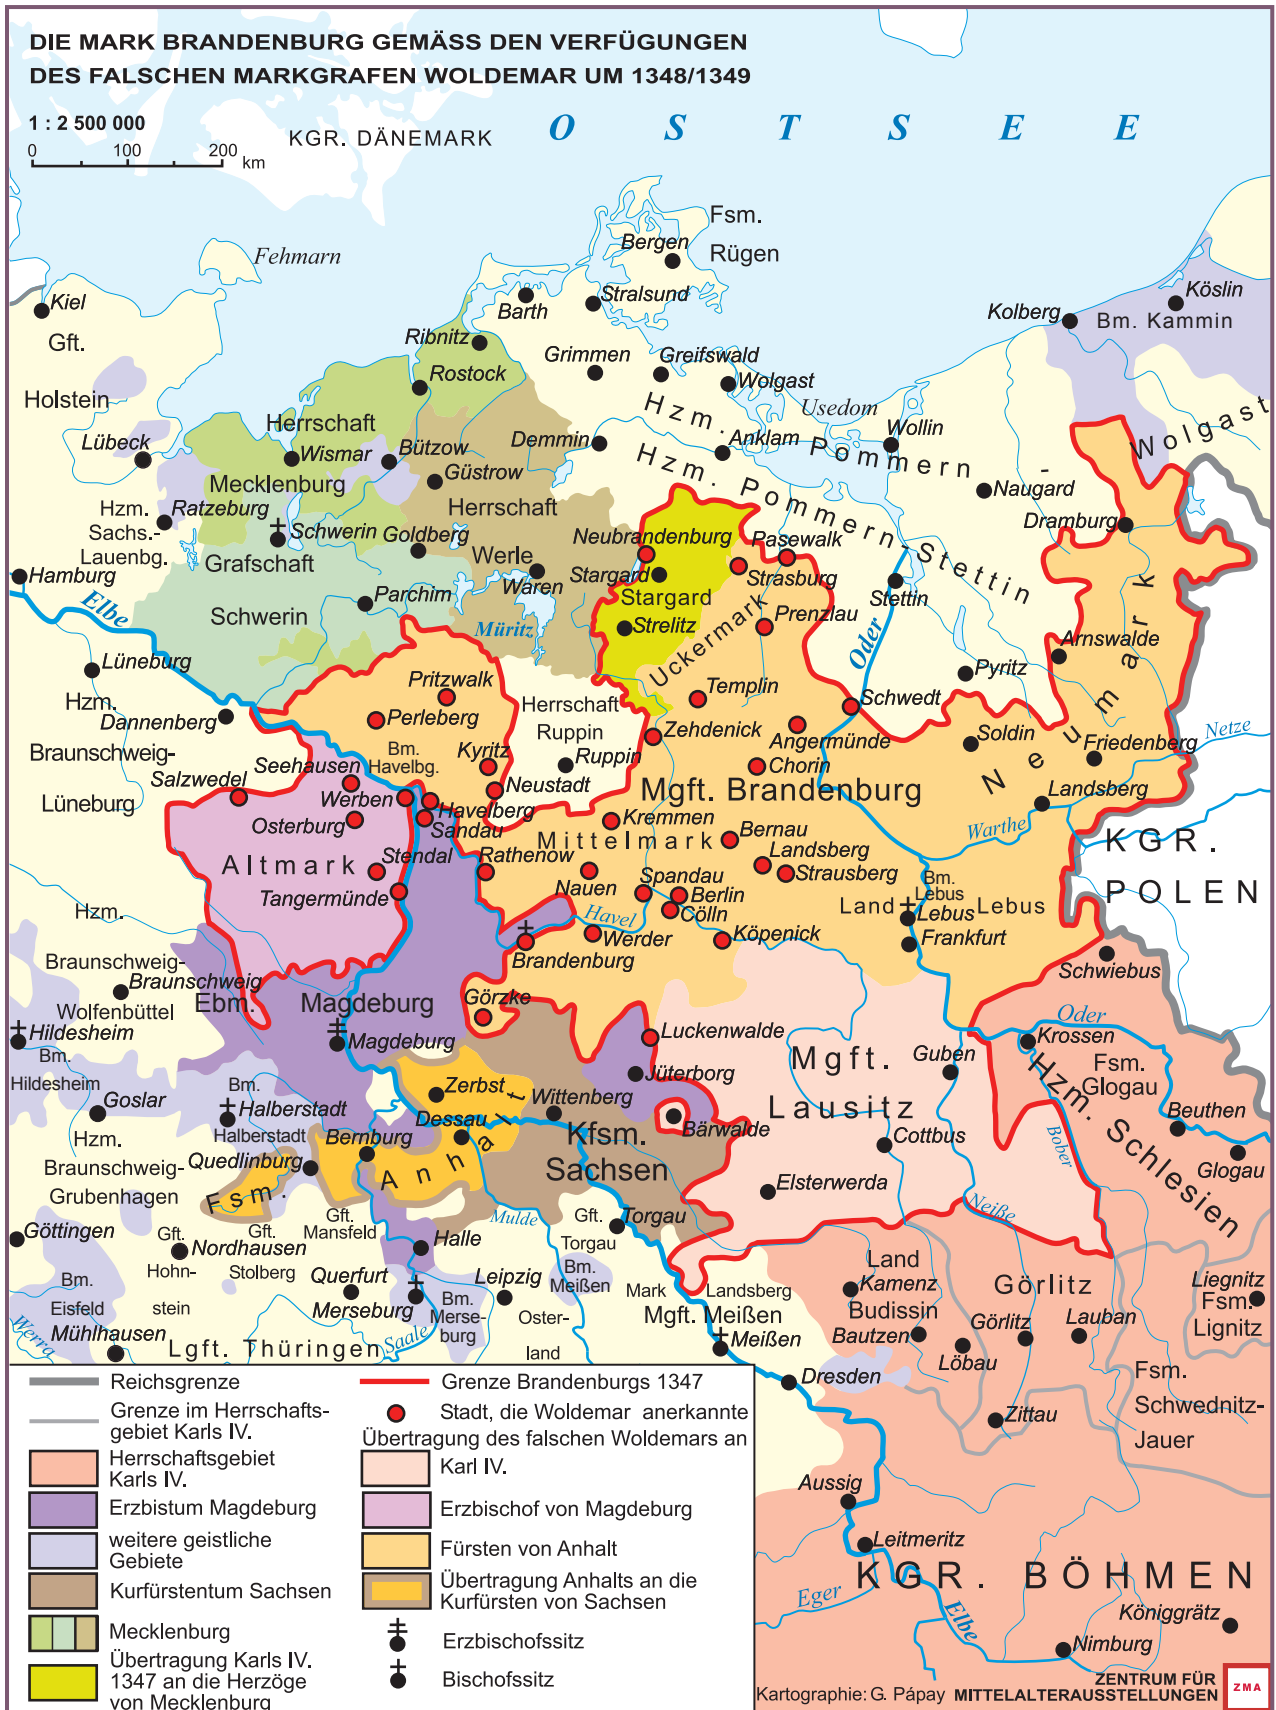 DIE MARK BRANDENBURG GEMÄSS DEN VERFÜGUNGEN
DES FALSCHEN MARKGRAFEN WOLDEMAR UM 1348/1349
1 : 2 500 000
0 100 200 km
KGR. DÄNEMARK
O S T S E E
Fehmarn
Fsm.
Rügen
Bergen
Kiel
Gft.
Holstein
Barth
Stralsund
Ribnitz
Rostock
Grimmen
Greifswald
Wolgast
Usedom
Kolberg
Köslin
Bm. Kammin
Lübeck
Herrschaft
Wismar
Mecklenburg
Bützow
Güstrow
Demmin
Hzm. Pommern - Wolgast
Anklam
Wollin
Naugard
Hzm. Pommern-Stettin
Hzm.
Sachs.-
Lauenbg.
Ratzeburg
Schwerin
Goldberg
Grafschaft
Schwerin
Herrschaft
Werle
Waren
Müritz
Parchim
Neubrandenburg
Stargard
Stargard
Strelitz
Pasewalk
Strasburg
Prenzlau
Uckermark
Stettin
Oder
Dramburg
Arnswalde
Pyritz
Neumark
Hamburg
Elbe
Lüneburg
Hzm.
Dannenberg
Braunschweig-
Lüneburg
Pritzwalk
Perleberg
Bm.
Havelbg.
Kyritz
Neustadt
Herrschaft
Ruppin
Ruppin
Templin
Zehdenick
Angermünde
Schwedt
Chorin
Soldin
Friedenberg
Netze
Landsberg
Warthe
Salzwedel
Seehausen
Werben
Osterburg
Havelberg
Sandau
Altmark
Stendal
Tangermünde
Rathenow
Mgft. Brandenburg
Kremmen
Mittelmark
Bernau
Landsberg
Strausberg
Nauen
Spandau
Berlin
Cölln
Havel
Werder
Köpenick
Brandenburg
Görzke
Bm.
Lebus
Land Lebus
Lebus
Frankfurt
KGR.
POLEN
Schwiebus
Hzm.
Braunschweig-
Braunschweig
Wolfenbüttel
Hildesheim
Bm.
Hildesheim
Ebm. Magdeburg
Magdeburg
Luckenwalde
Jüterborg
Mgft.
Lausitz
Guben
Oder
Krossen
Fsm.
Glogau
Hzm. Schlesien
Beuthen
Glogau
Bober
Goslar
Hzm.
Braunschweig-
Grubenhagen
Bm.
Halberstadt
Halberstadt
Quedlinburg
Zerbst
Dessau
Bernburg
Fsm. Anhalt
Wittenberg
Kfsm.
Sachsen
Bärwalde
Cottbus
Elsterwerda
Neiße
Göttingen
Gft.
Hohn-
stein
Nordhausen
Gft.
Stolberg
Gft.
Mansfeld
Halle
Mulde
Gft.
Torgau
Torgau
Bm.
Eisfeld
Mühlhausen
Werra
Querfurt
Merseburg
Bm.
Merse-
burg
Saale
Leipzig
Bm.
Meißen
Oster-
land
Mark Landsberg
Mgft. Meißen
Meißen
Lgft. Thüringen
Land
Kamenz
Budissin
Bautzen
Görlitz
Görlitz
Lauban
Löbau
Liegnitz
Fsm.
Lignitz
Dresden
Zittau
Fsm.
Schwednitz-
Jauer
Aussig
Leitmeritz
KGR. BÖHMEN
Eger
Elbe
Königgrätz
Nimburg
Reichsgrenze
Grenze im Herrschafts-
gebiet Karls IV.
Herrschaftsgebiet
Karls IV.
Erzbistum Magdeburg
weitere geistliche
Gebiete
Kurfürstentum Sachsen
Mecklenburg
Übertragung Karls IV.
1347 an die Herzöge
von Mecklenburg
Grenze Brandenburgs 1347
Stadt, die Woldemar anerkannte
Übertragung des falschen Woldemars an
Karl IV.
Erzbischof von Magdeburg
Fürsten von Anhalt
Übertragung Anhalts an die
Kurfürsten von Sachsen
Erzbischofssitz
Bischofssitz
Kartographie: G. Pápay
ZENTRUM FÜR
MITTELALTERAUSSTELLUNGEN
ZMA